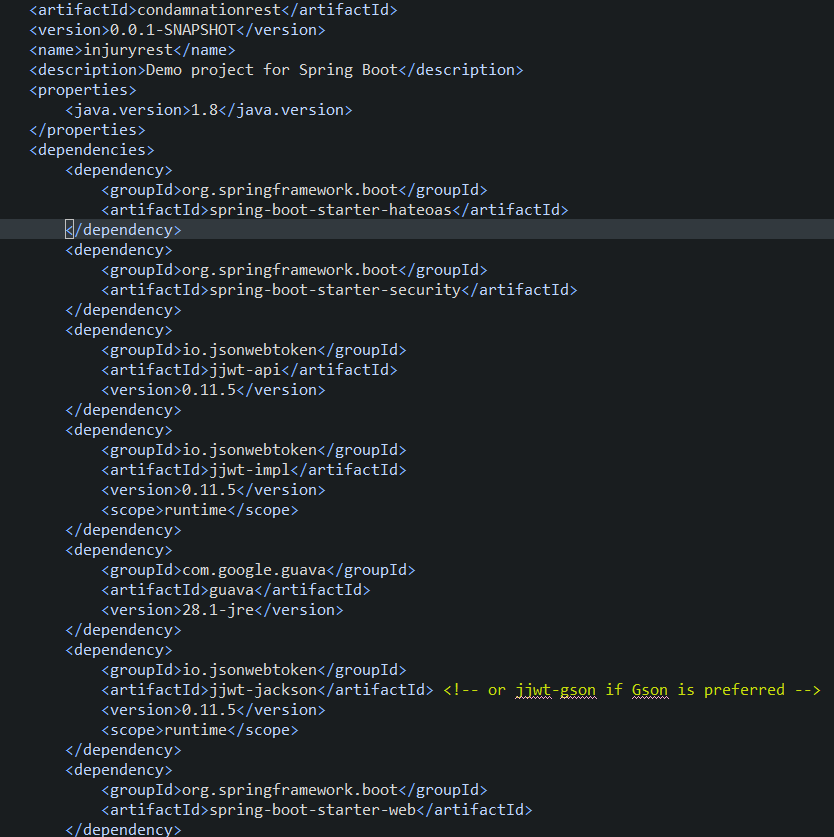 <artifactId>condamnationrest</artifactId>
<version>0.0.1-SNAPSHOT</version>
<name>injuryrest</name>
<description>Demo project for Spring Boot</description>
<properties>
    <java.version>1.8</java.version>
</properties>
<dependencies>
    <dependency>
        <groupId>org.springframework.boot</groupId>
        <artifactId>spring-boot-starter-hateoas</artifactId>
    </dependency>
    <dependency>
        <groupId>org.springframework.boot</groupId>
        <artifactId>spring-boot-starter-security</artifactId>
    </dependency>
    <dependency>
        <groupId>io.jsonwebtoken</groupId>
        <artifactId>jjwt-api</artifactId>
        <version>0.11.5</version>
    </dependency>
    <dependency>
        <groupId>io.jsonwebtoken</groupId>
        <artifactId>jjwt-impl</artifactId>
        <version>0.11.5</version>
        <scope>runtime</scope>
    </dependency>
    <dependency>
        <groupId>com.google.guava</groupId>
        <artifactId>guava</artifactId>
        <version>28.1-jre</version>
    </dependency>
    <dependency>
        <groupId>io.jsonwebtoken</groupId>
        <artifactId>jjwt-jackson</artifactId> <!-- or jjwt-gson if Gson is preferred -->
        <version>0.11.5</version>
        <scope>runtime</scope>
    </dependency>
    <dependency>
        <groupId>org.springframework.boot</groupId>
        <artifactId>spring-boot-starter-web</artifactId>
    </dependency>